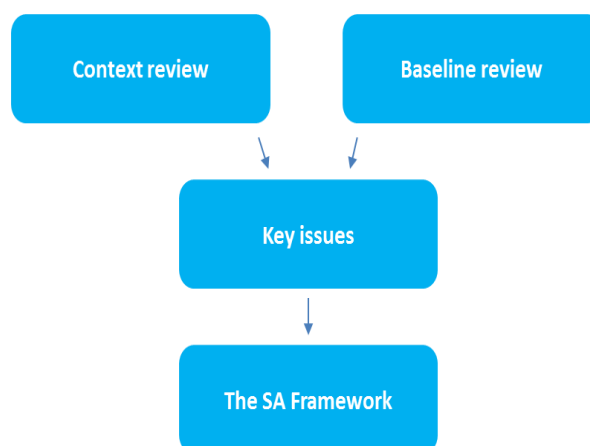 Context review
Baseline review
Key issues
The SA Framework